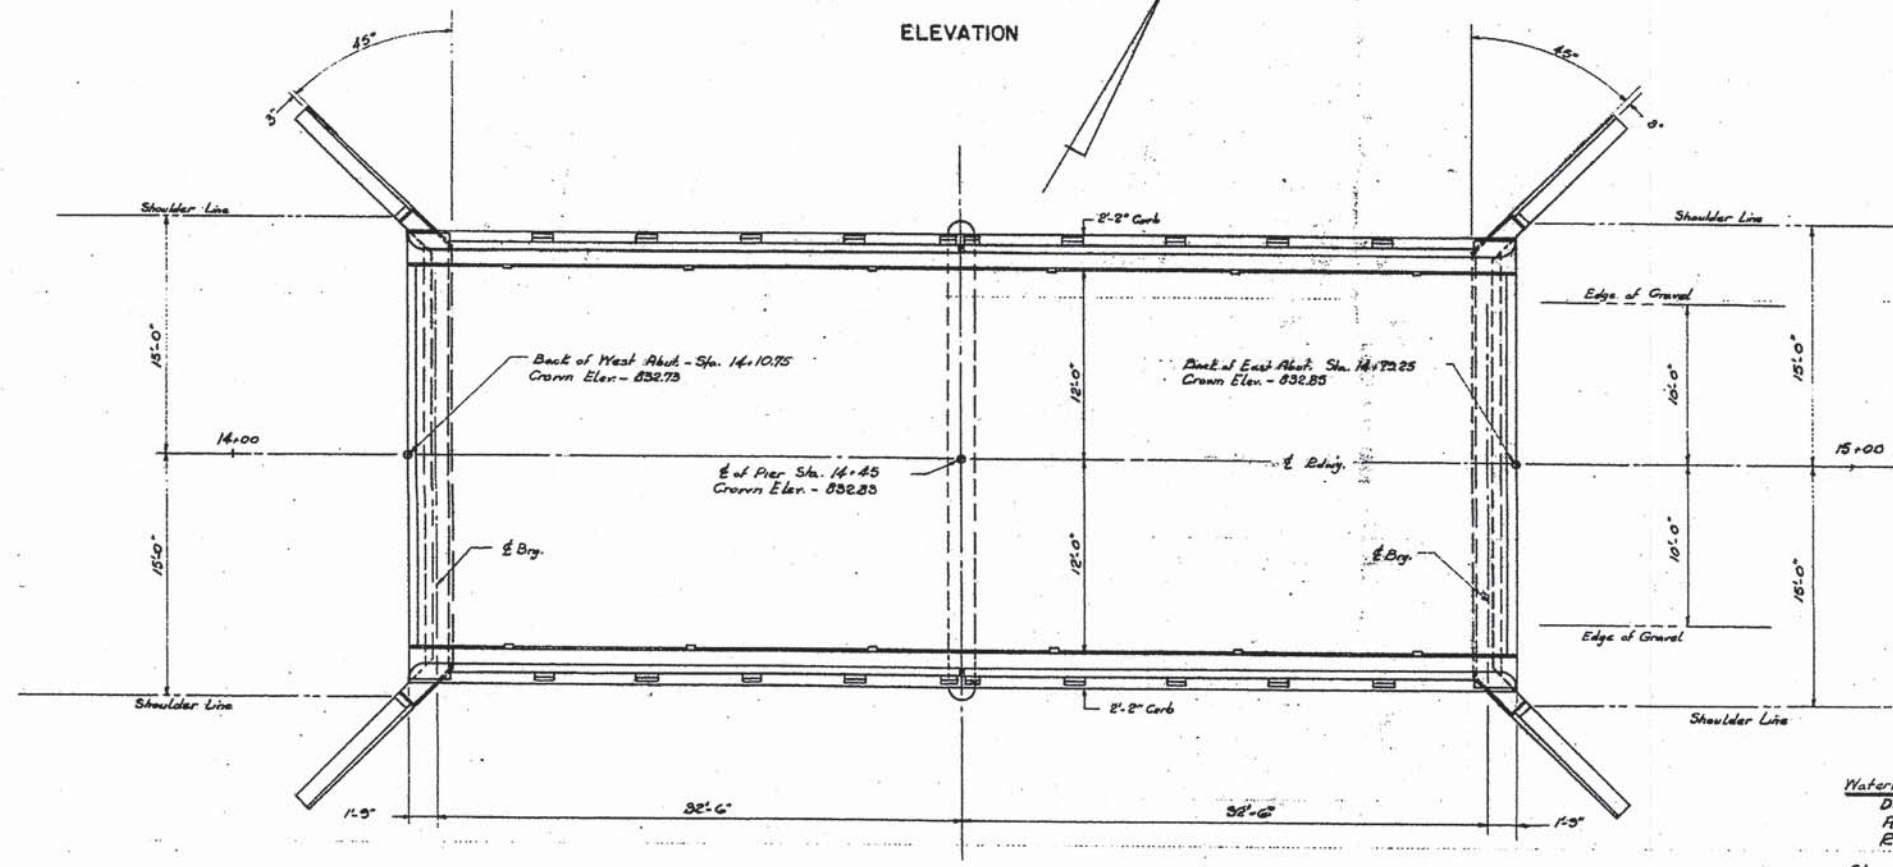 ELEVATION
45°
45°
3"
3"
Shoulder Line
2'-2" Curb
Shoulder Line
Edge of Gravel
15'-0"
Back of West Abut. - Sta. 14+10.75
Crown Elev. - 832.73
12'-0"
Back of East Abut. Sta. 14+79.25
Crown Elev. - 832.85
10'-0"
15'-0"
14+00
℄ of Pier Sta. 14+45
Crown Elev. - 832.83
℄ Rdwy.
15+00
15'-0"
℄ Brg.
12'-0"
℄ Brg.
10'-0"
15'-0"
Edge of Gravel
Shoulder Line
2'-2" Curb
Shoulder Line
1'-9"
32'-6"
32'-6"
1'-9"
Water